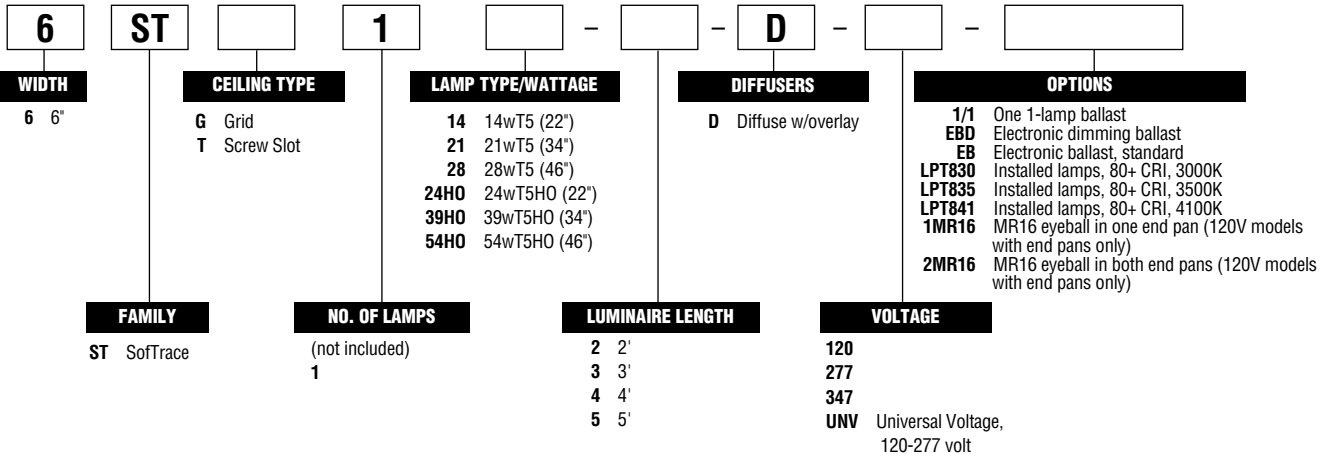 6 ST 1 – – D – –
WIDTH
6 6"
CEILING TYPE
G Grid
T Screw Slot
LAMP TYPE/WATTAGE
14 14wT5 (22")
21 21wT5 (34")
28 28wT5 (46")
24HO 24wT5HO (22")
39HO 39wT5HO (34")
54HO 54wT5HO (46")
DIFFUSERS
D Diffuse w/overlay
OPTIONS
1/1 One 1-lamp ballast
EBD Electronic dimming ballast
EB Electronic ballast, standard
LPT830 Installed lamps, 80+ CRI, 3000K
LPT835 Installed lamps, 80+ CRI, 3500K
LPT841 Installed lamps, 80+ CRI, 4100K
1MR16 MR16 eyeball in one end pan (120V models
with end pans only)
2MR16 MR16 eyeball in both end pans (120V models
with end pans only)
FAMILY
ST SofTrace
NO. OF LAMPS
(not included)
1
LUMINAIRE LENGTH
2 2'
3 3'
4 4'
5 5'
VOLTAGE
120
277
347
UNV Universal Voltage,
120-277 volt